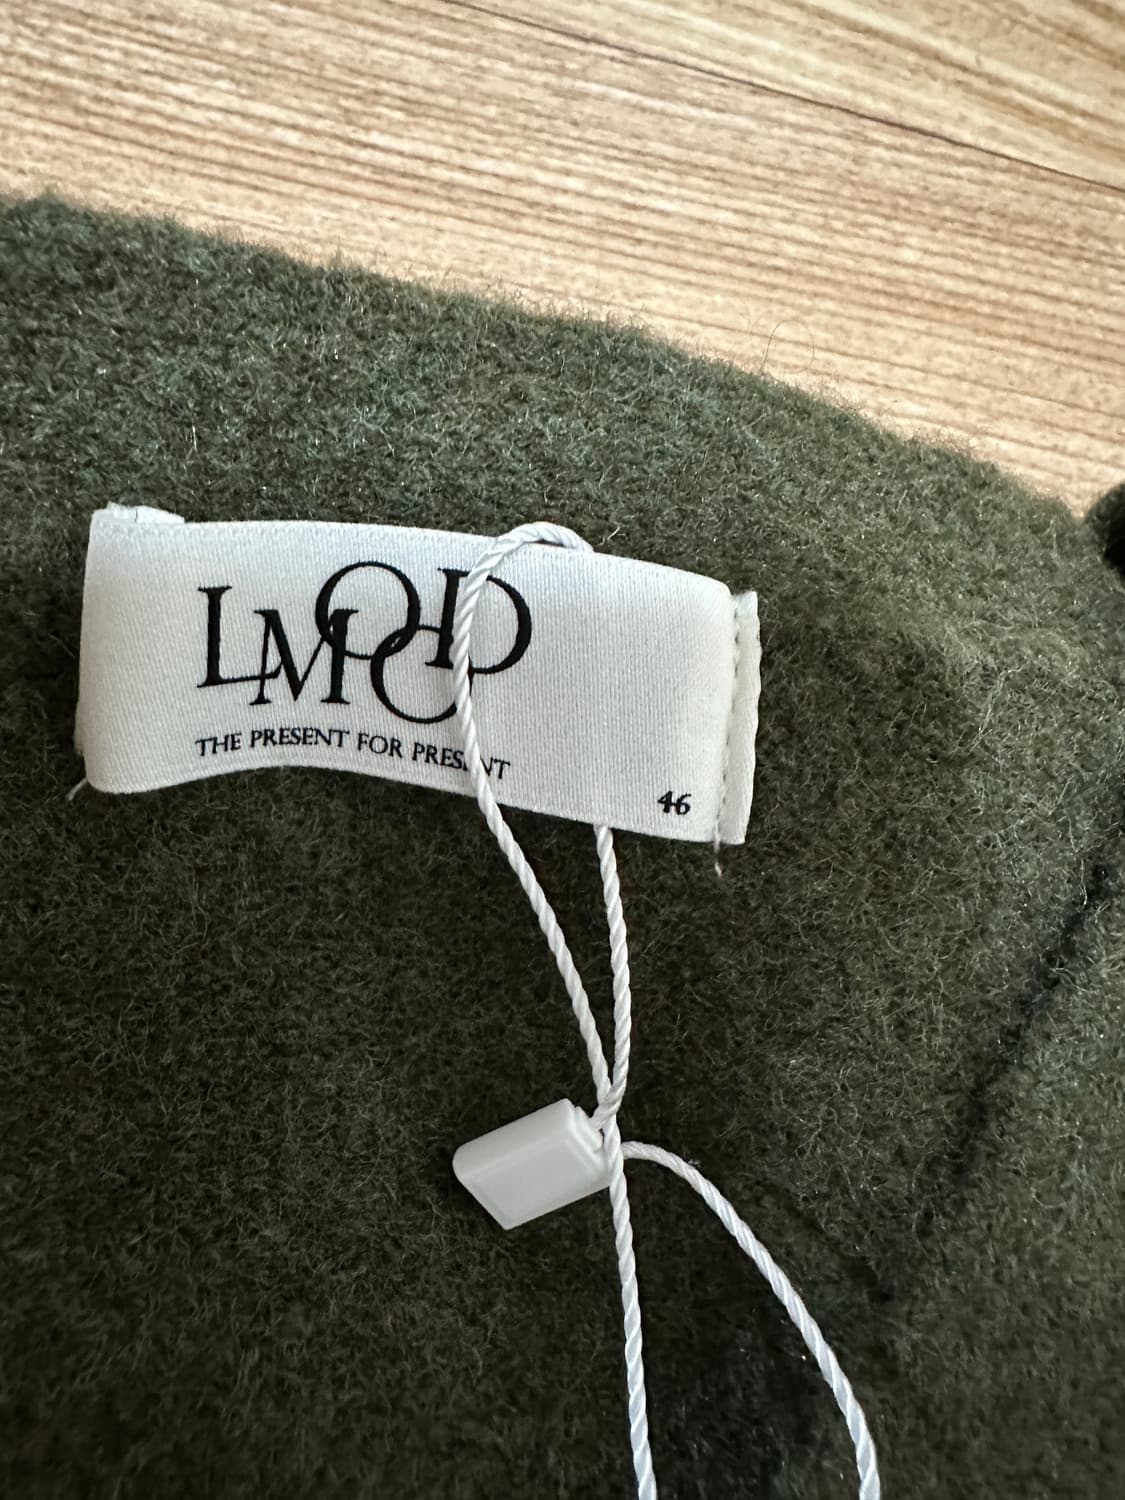 LMOOD
THE PRESENT FOR PRESENT
46